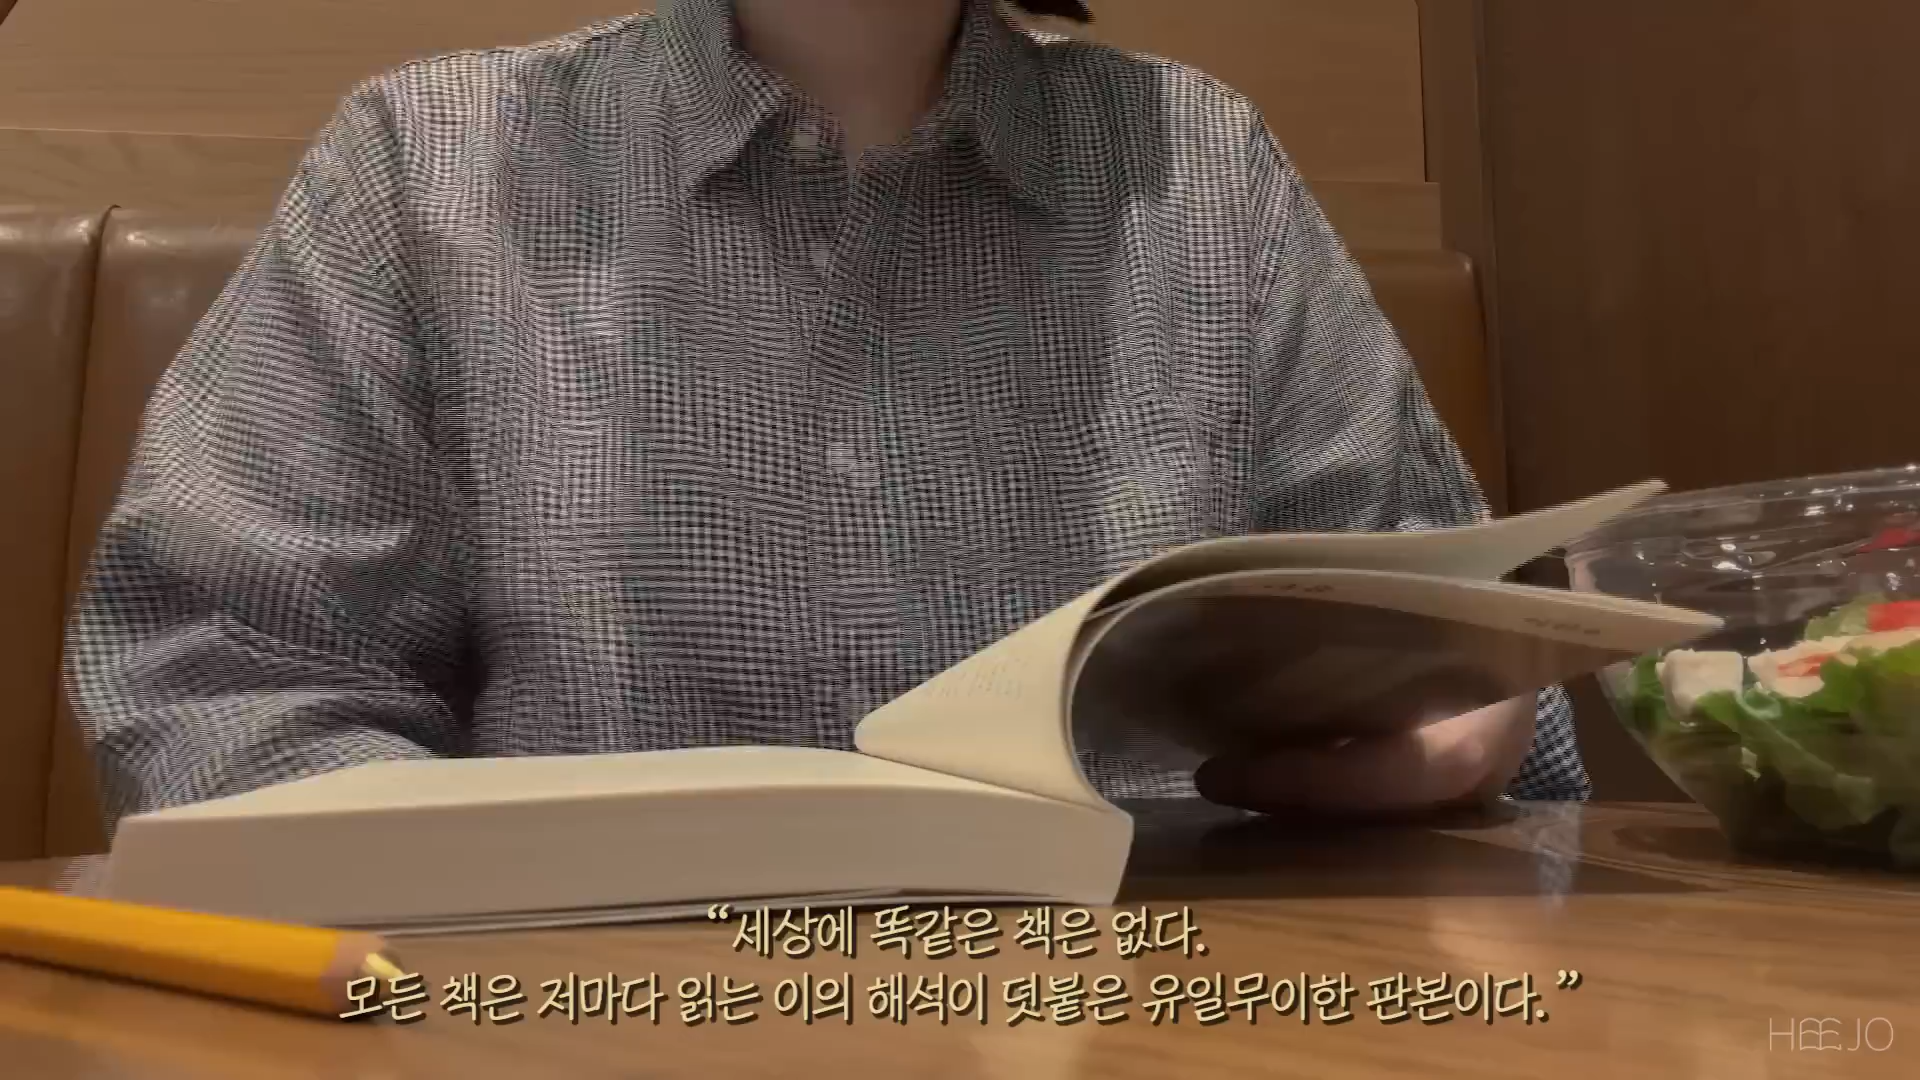 “세상에 똑같은 책은 없다.
모든 책은 저마다 읽는 이의 해석이 덧붙은 유일무이한 판본이다.”
HEEJO